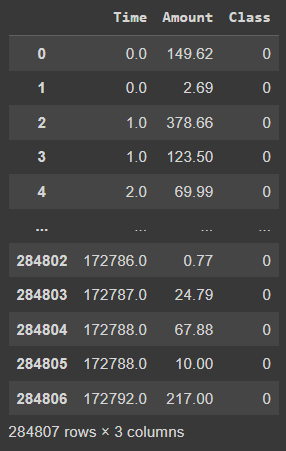 Time Amount Class
0 0.0 149.62 0
1 0.0 2.69 0
2 1.0 378.66 0
3 1.0 123.50 0
4 2.0 69.99 0
... ... ... ...
284802 172786.0 0.77 0
284803 172787.0 24.79 0
284804 172788.0 67.88 0
284805 172788.0 10.00 0
284806 172792.0 217.00 0
284807 rows × 3 columns